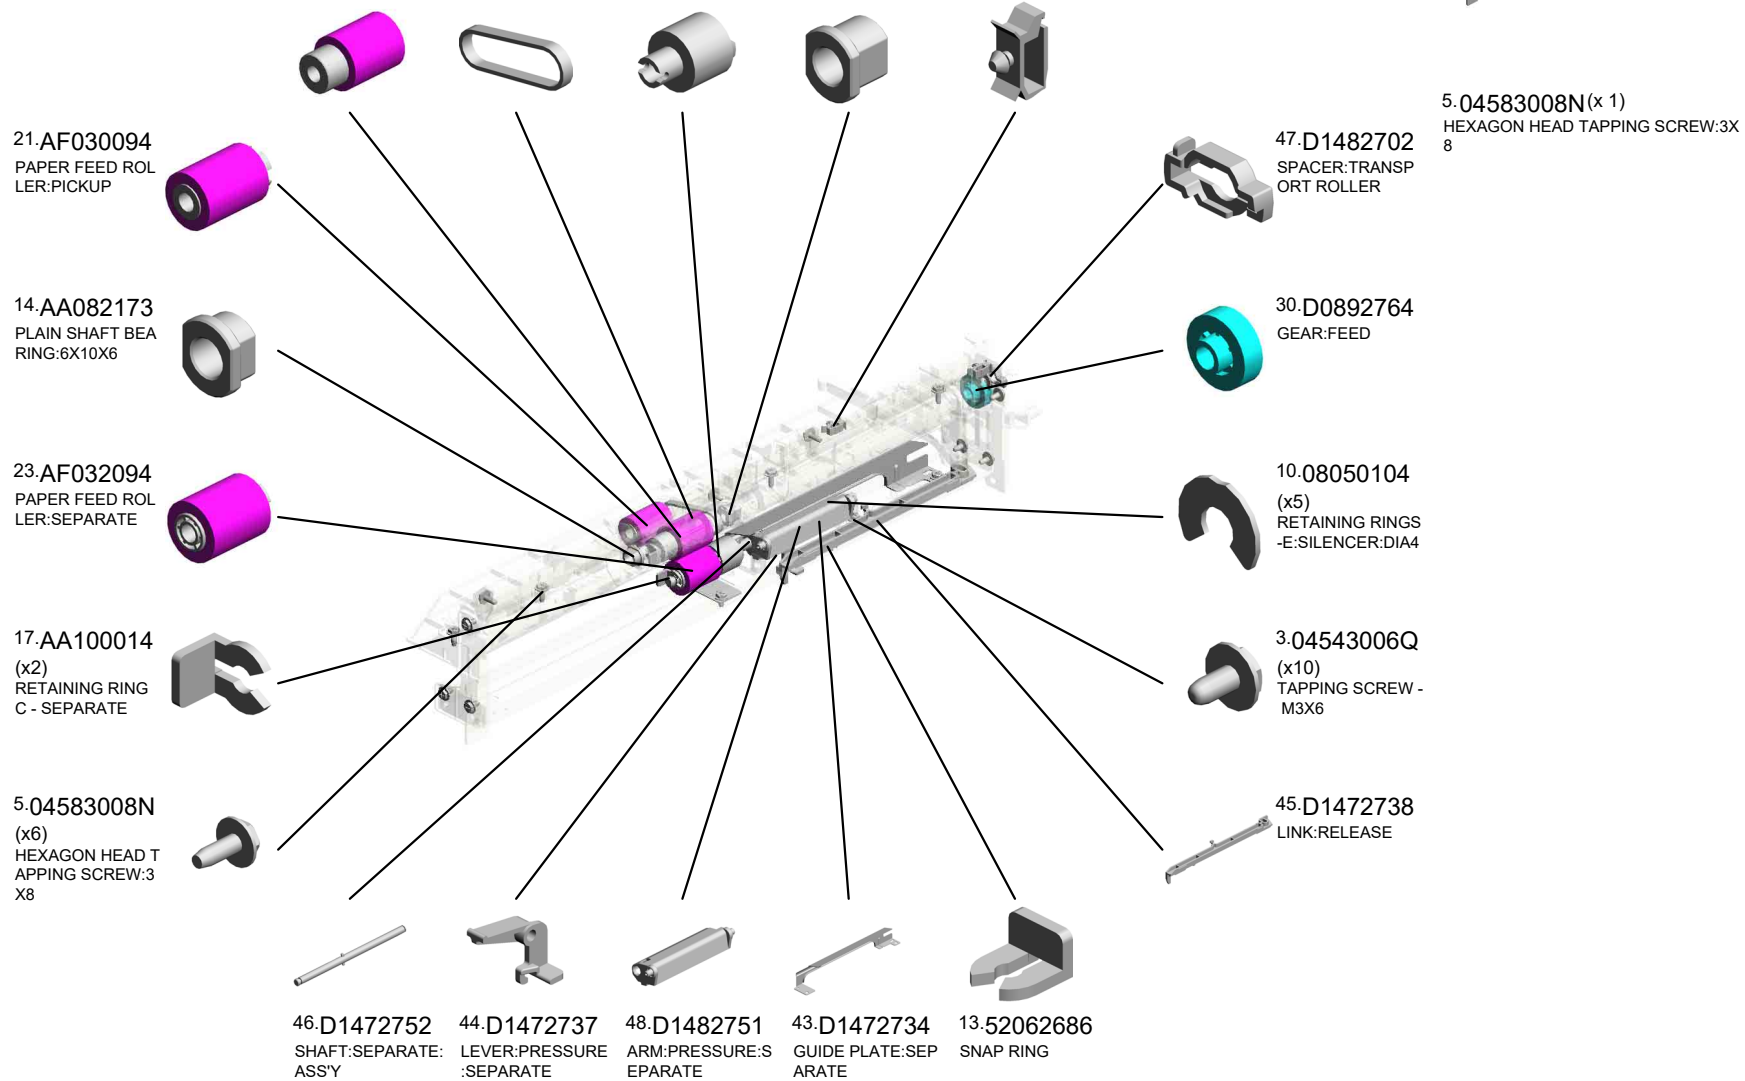 21.AF030094
PAPER FEED ROL
LER:PICKUP
14.AA082173
PLAIN SHAFT BEA
RING:6X10X6
23.AF032094
PAPER FEED ROL
LER:SEPARATE
17.AA100014
(x2)
RETAINING RING
C - SEPARATE
5.04583008N
(x6)
HEXAGON HEAD T
APPING SCREW:3
X8
46.D1472752
SHAFT:SEPARATE:
ASS'Y
44.D1472737
LEVER:PRESSURE
:SEPARATE
48.D1482751
ARM:PRESSURE:S
EPARATE
43.D1472734
GUIDE PLATE:SEP
ARATE
13.52062686
SNAP RING
47.D1482702
SPACER:TRANSP
ORT ROLLER
30.D0892764
GEAR:FEED
10.08050104
(x5)
RETAINING RINGS
-E:SILENCER:DIA4
3.04543006Q
(x10)
TAPPING SCREW -
M3X6
45.D1472738
LINK:RELEASE
5.04583008N(x 1)
HEXAGON HEAD TAPPING SCREW:3X
8